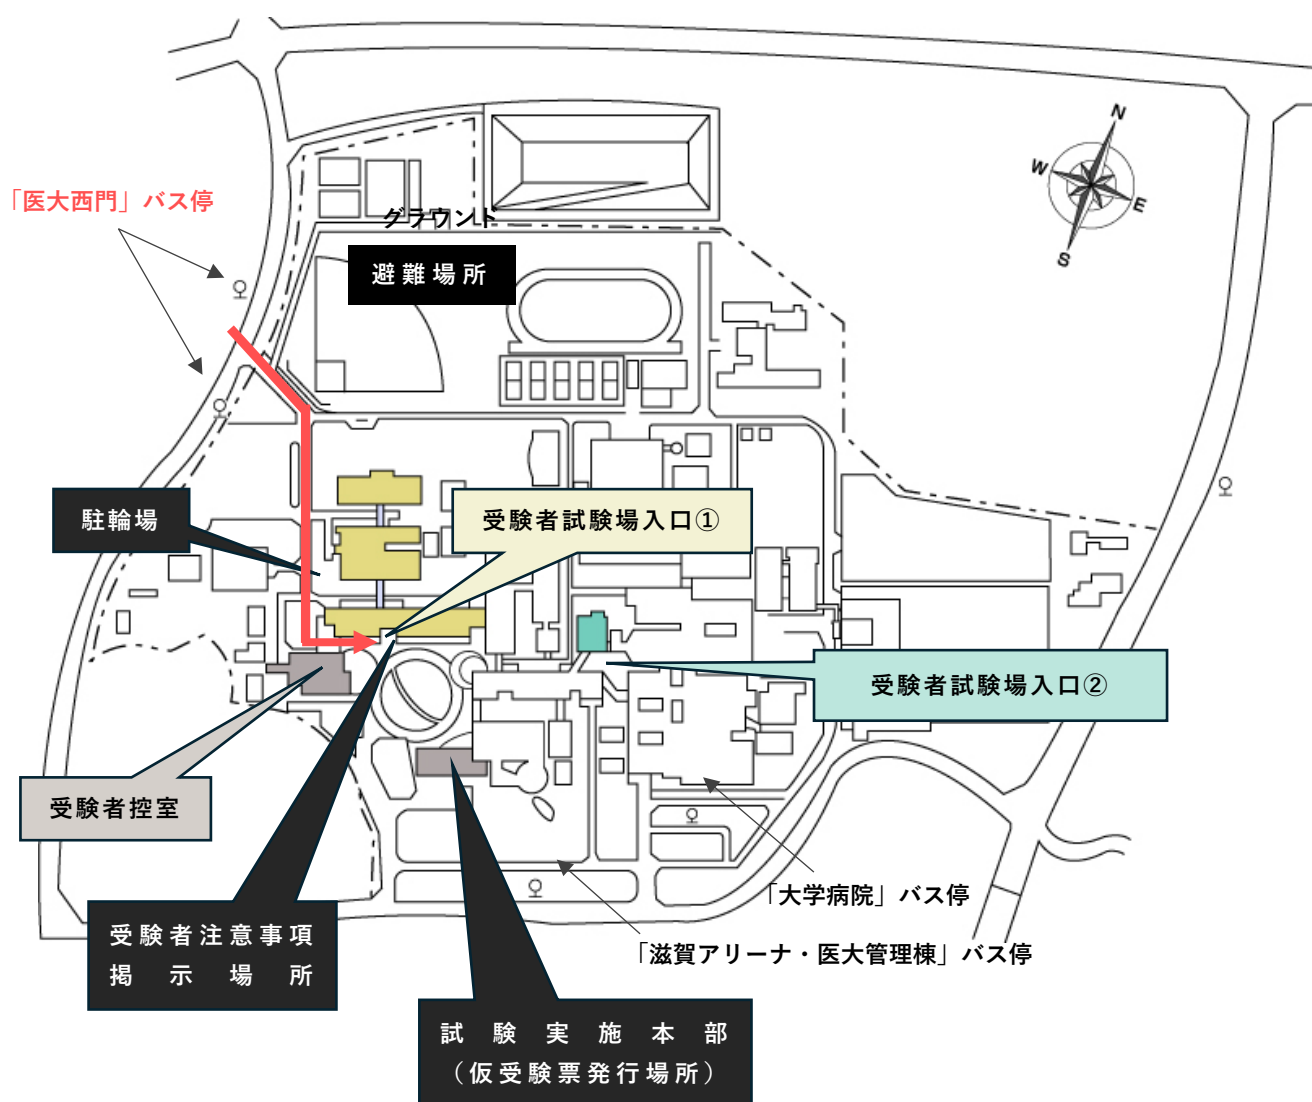 N
W
E
S
「医大西門」バス停
グラウンド
避難場所
駐輪場
受験者試験場入口①
受験者試験場入口②
受験者控室
「大学病院」バス停
受験者注意事項
掲示場所
「滋賀アリーナ・医大管理棟」バス停
試験実施本部
（仮受験票発行場所）